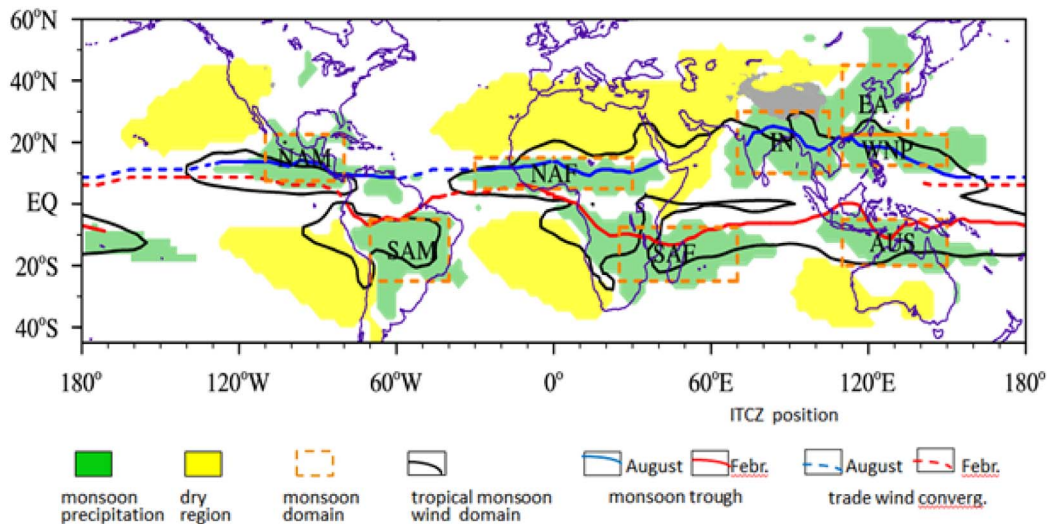 60°N
40°N
20°N
EQ
20°S
40°S
EA
NAM
NAF
IN
WNP
SAM
SAF
AUS
180° 120°W 60°W 0° 60°E 120°E 180°
ITCZ position
August Febr. August Febr.
monsoon precipitation
dry region
monsoon domain
tropical monsoon wind domain
monsoon trough
trade wind converg.